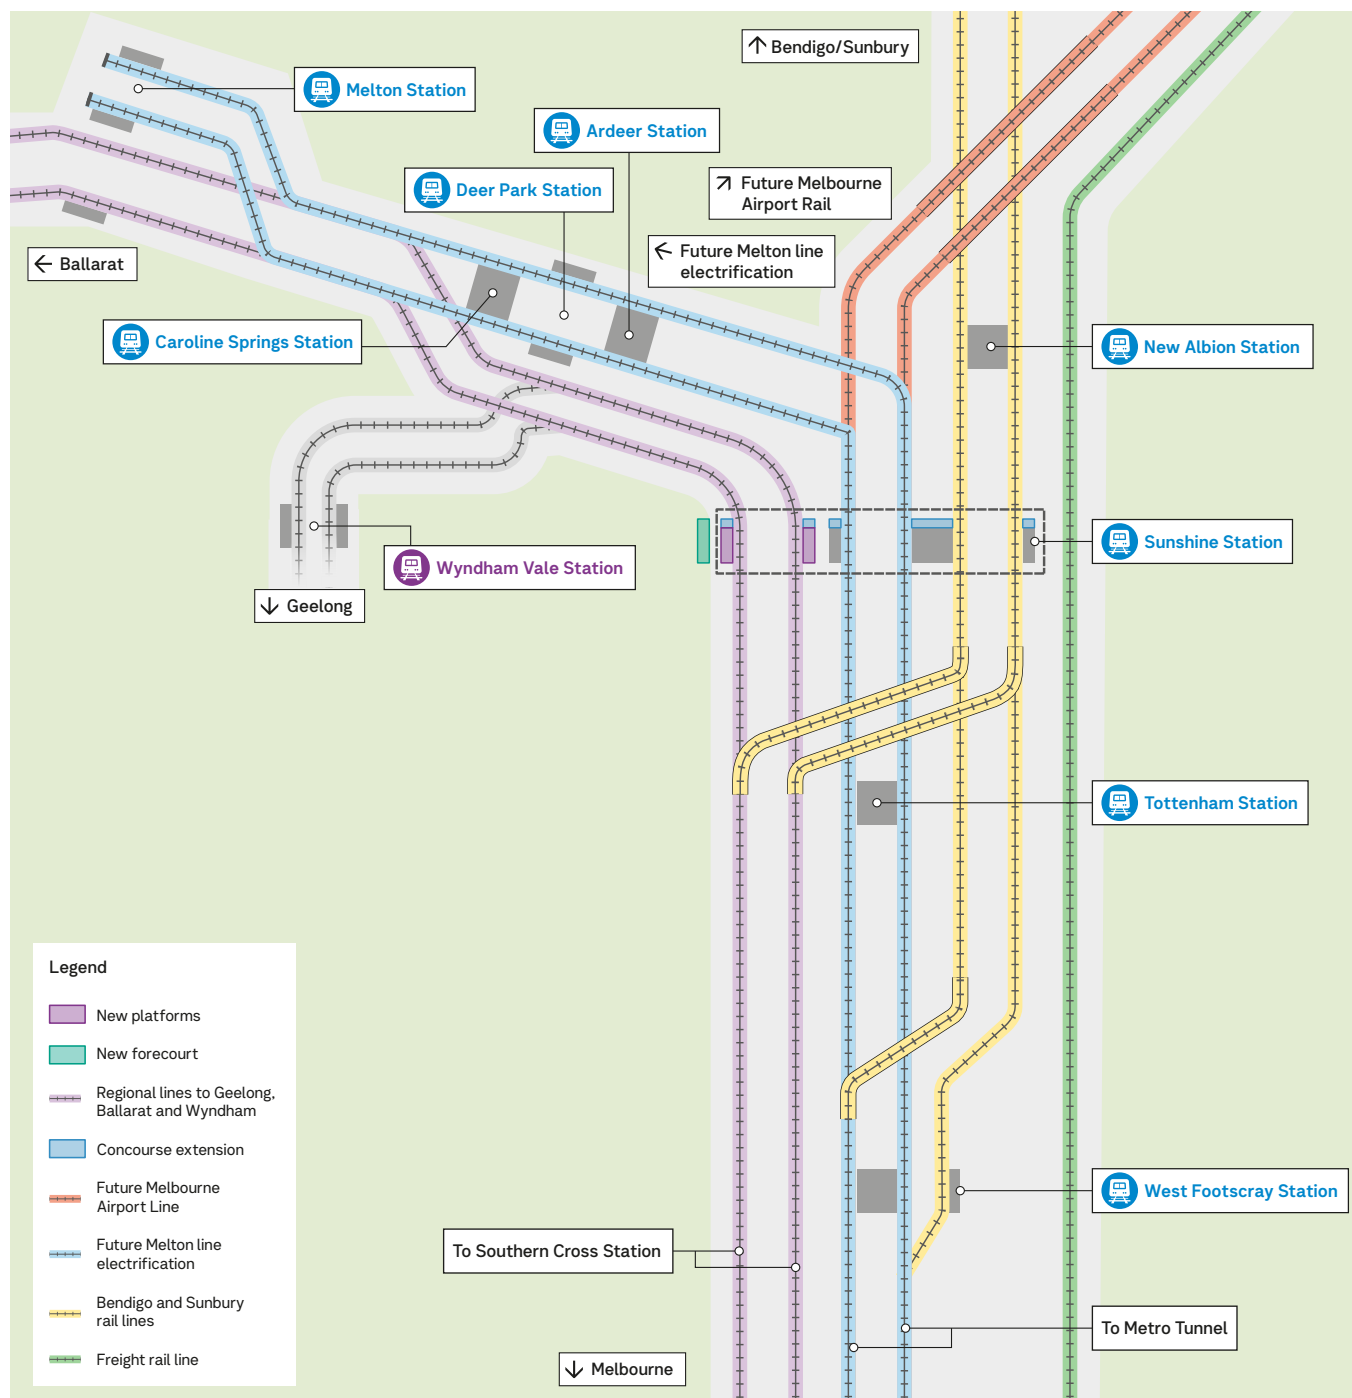 ↑ Bendigo/Sunbury
Melton Station
Ardeer Station
Deer Park Station
↗ Future Melbourne
Airport Rail
← Future Melton line
electrification
← Ballarat
Caroline Springs Station
New Albion Station
Sunshine Station
Wyndham Vale Station
↓ Geelong
Tottenham Station
West Footscray Station
To Southern Cross Station
To Metro Tunnel
↓ Melbourne
Legend
New platforms
New forecourt
Regional lines to Geelong,
Ballarat and Wyndham
Concourse extension
Future Melbourne
Airport Line
Future Melton line
electrification
Bendigo and Sunbury
rail lines
Freight rail line